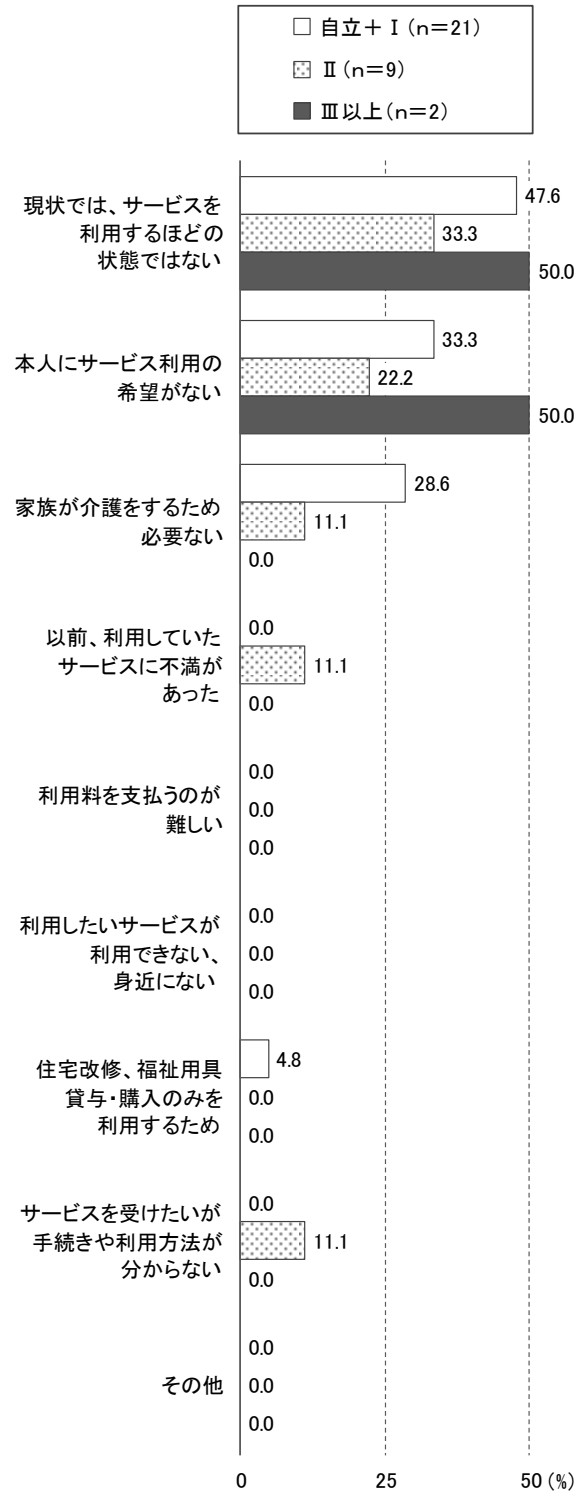 自立+Ⅰ(n=21)
Ⅱ(n=9)
Ⅲ以上(n=2)
現状では、サービスを
利用するほどの
状態ではない
47.6
33.3
50.0
本人にサービス利用の
希望がない
33.3
22.2
50.0
家族が介護をするため
必要ない
28.6
11.1
0.0
以前、利用していた
サービスに不満が
あった
0.0
11.1
0.0
利用料を支払うのが
難しい
0.0
0.0
0.0
利用したいサービスが
利用できない、
身近にない
0.0
0.0
0.0
住宅改修、福祉用具
貸与・購入のみを
利用するため
4.8
0.0
0.0
サービスを受けたいが
手続きや利用方法が
分からない
0.0
11.1
0.0
その他
0.0
0.0
0.0
0 25 50 (%)